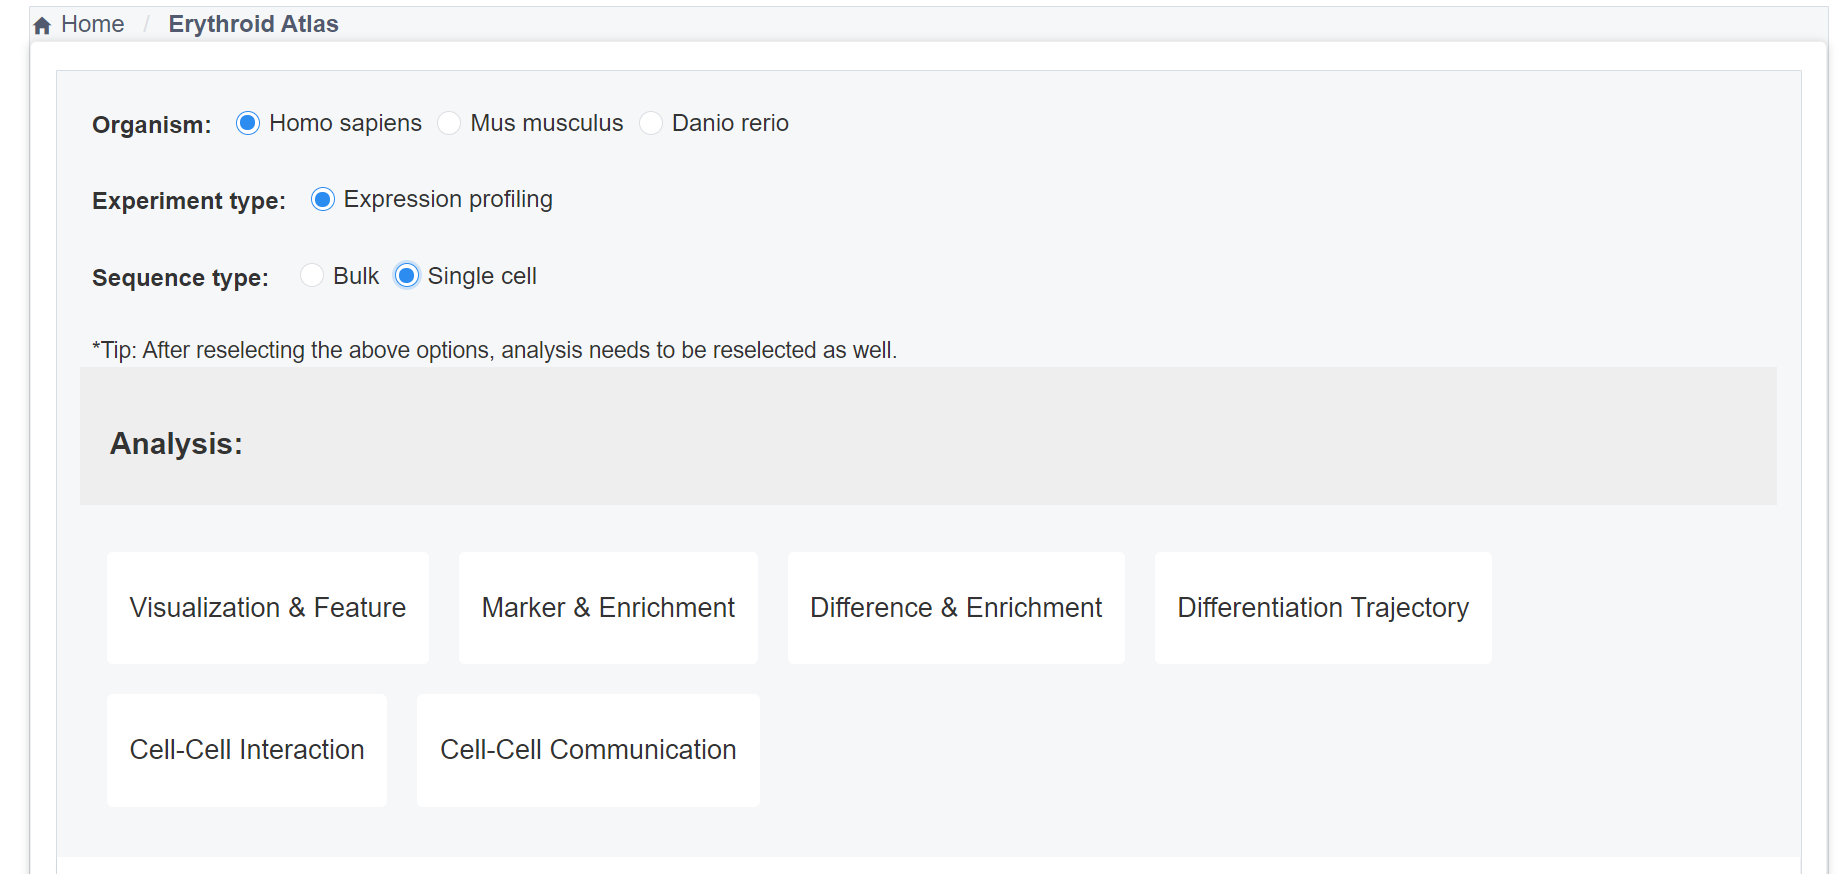 Home / Erythroid Atlas
Organism: Homo sapiens Mus musculus Danio rerio
Experiment type: Expression profiling
Sequence type: Bulk Single cell
*Tip: After reselecting the above options, analysis needs to be reselected as well.
Analysis:
Visualization & Feature Marker & Enrichment Difference & Enrichment Differentiation Trajectory
Cell-Cell Interaction Cell-Cell Communication